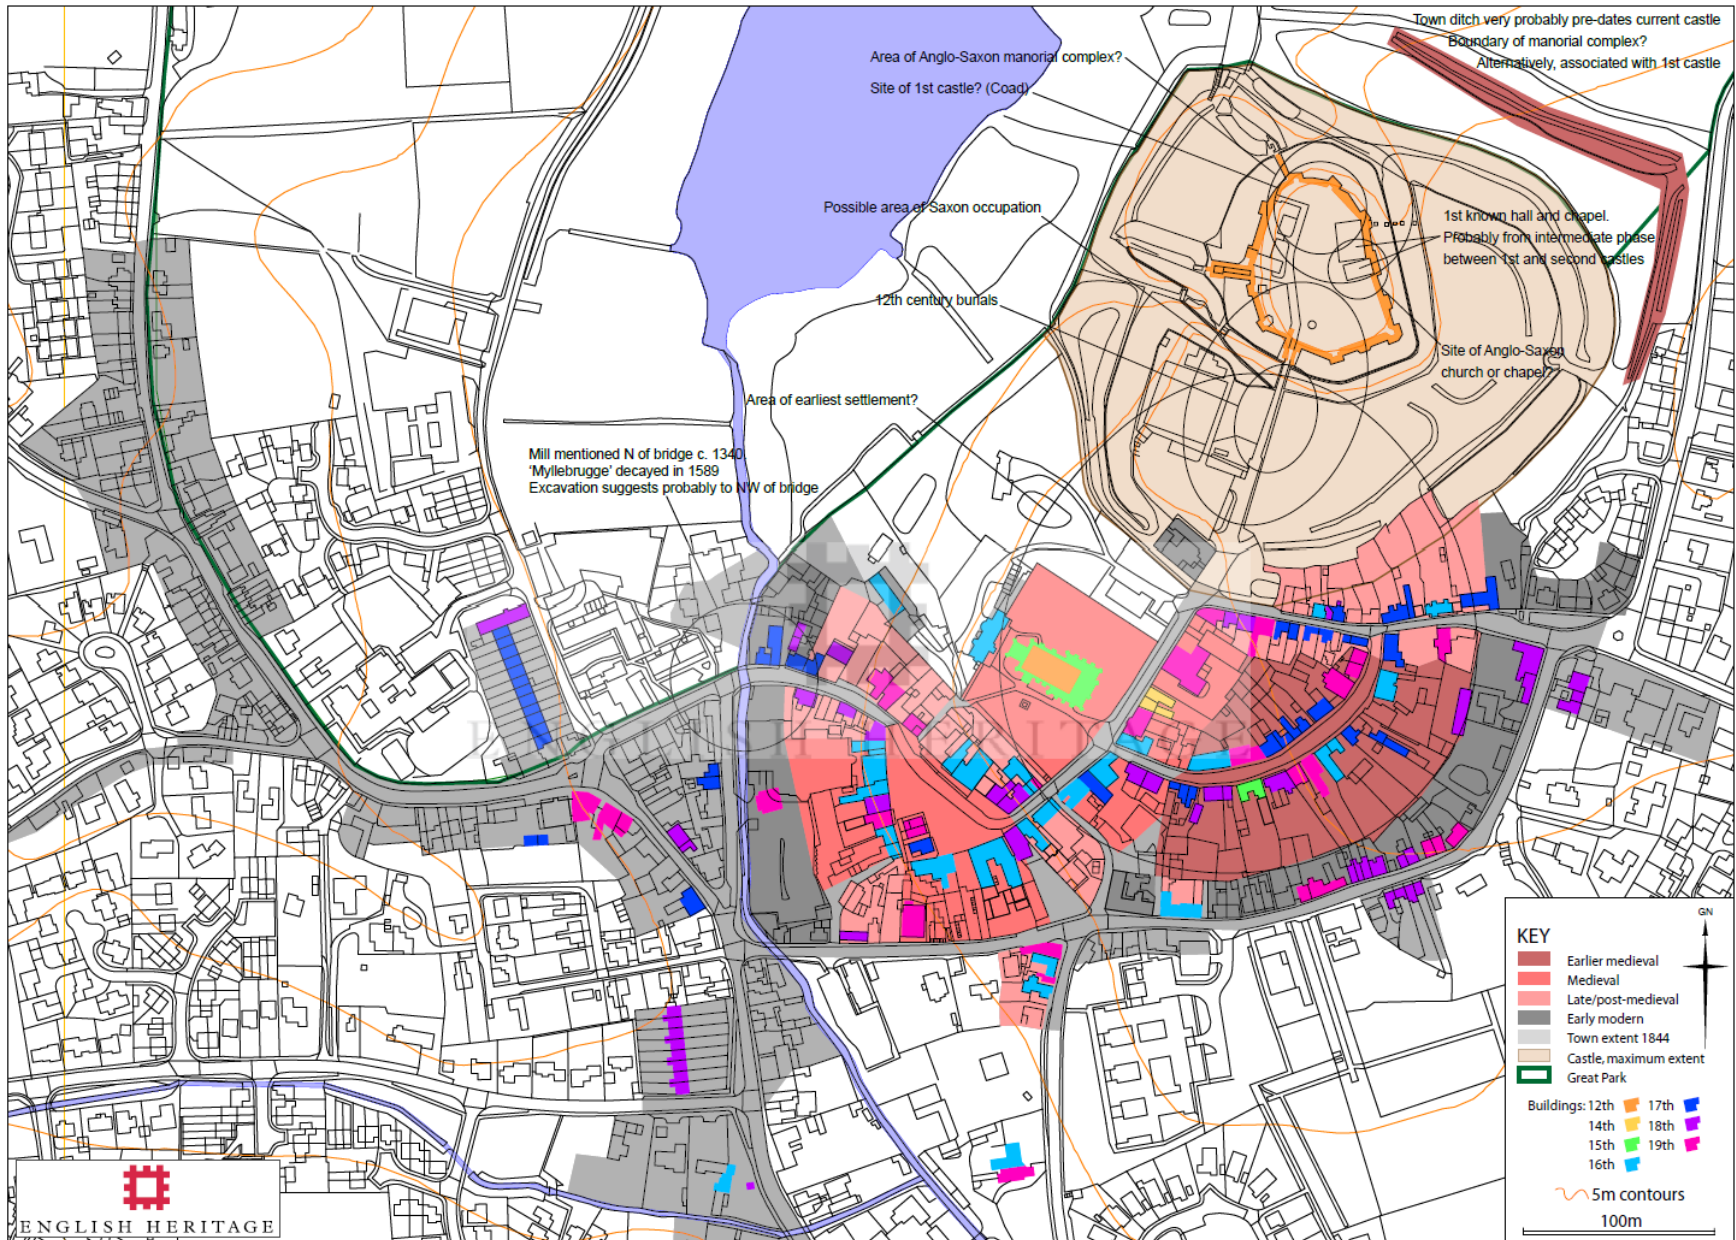 Town ditch very probably pre-dates current castle
Boundary of manorial complex?
Alternatively, associated with 1st castle
Area of Anglo-Saxon manorial complex?
Site of 1st castle? (Coad)
Possible area of Saxon occupation
1st known hall and chapel.
Probably from intermediate phase
between 1st and second castles
12th century burials
Site of Anglo-Saxon
church or chapel?
Area of earliest settlement?
Mill mentioned N of bridge c. 1340.
'Myllebrugge' decayed in 1589
Excavation suggests probably to NW of bridge
ENGLISH HERITAGE
GN
KEY
Earlier medieval
Medieval
Late/post-medieval
Early modern
Town extent 1844
Castle, maximum extent
Great Park
Buildings: 12th 17th
14th 18th
15th 19th
16th
5m contours
100m
ENGLISH HERITAGE